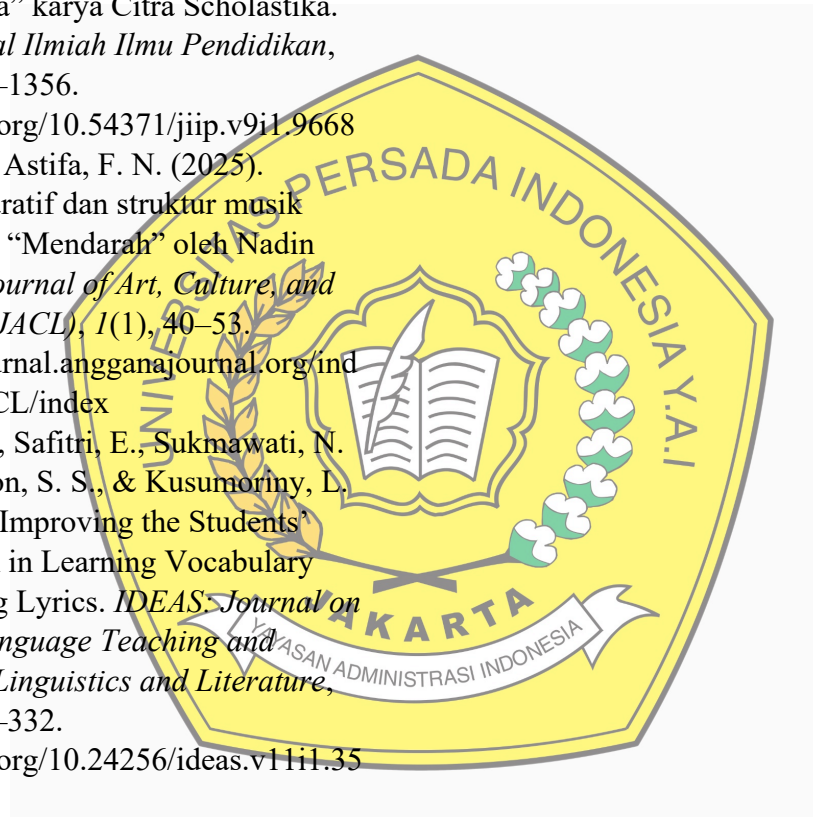 a” karya Citra Scholastika.
al Ilmiah Ilmu Pendidikan,
–1356.
org/10.54371/jiip.v9i1.9668
Astifa, F. N. (2025).
ratif dan struktur musik
“Mendarah” oleh Nadin
ournal of Art, Culture, and
JACL), 1(1), 40–53.
urnal.angganajournal.org/ind
CL/index
, Safitri, E., Sukmawati, N.
on, S. S., & Kusumoriny, L.
Improving the Students’
in Learning Vocabulary
g Lyrics. IDEAS: Journal on
nguage Teaching and
Linguistics and Literature,
–332.
org/10.24256/ideas.v11i1.35
UNIVERSITAS PERSADA INDONESIA Y.A.I
JAKARTA
YAYASAN ADMINISTRASI INDONESIA